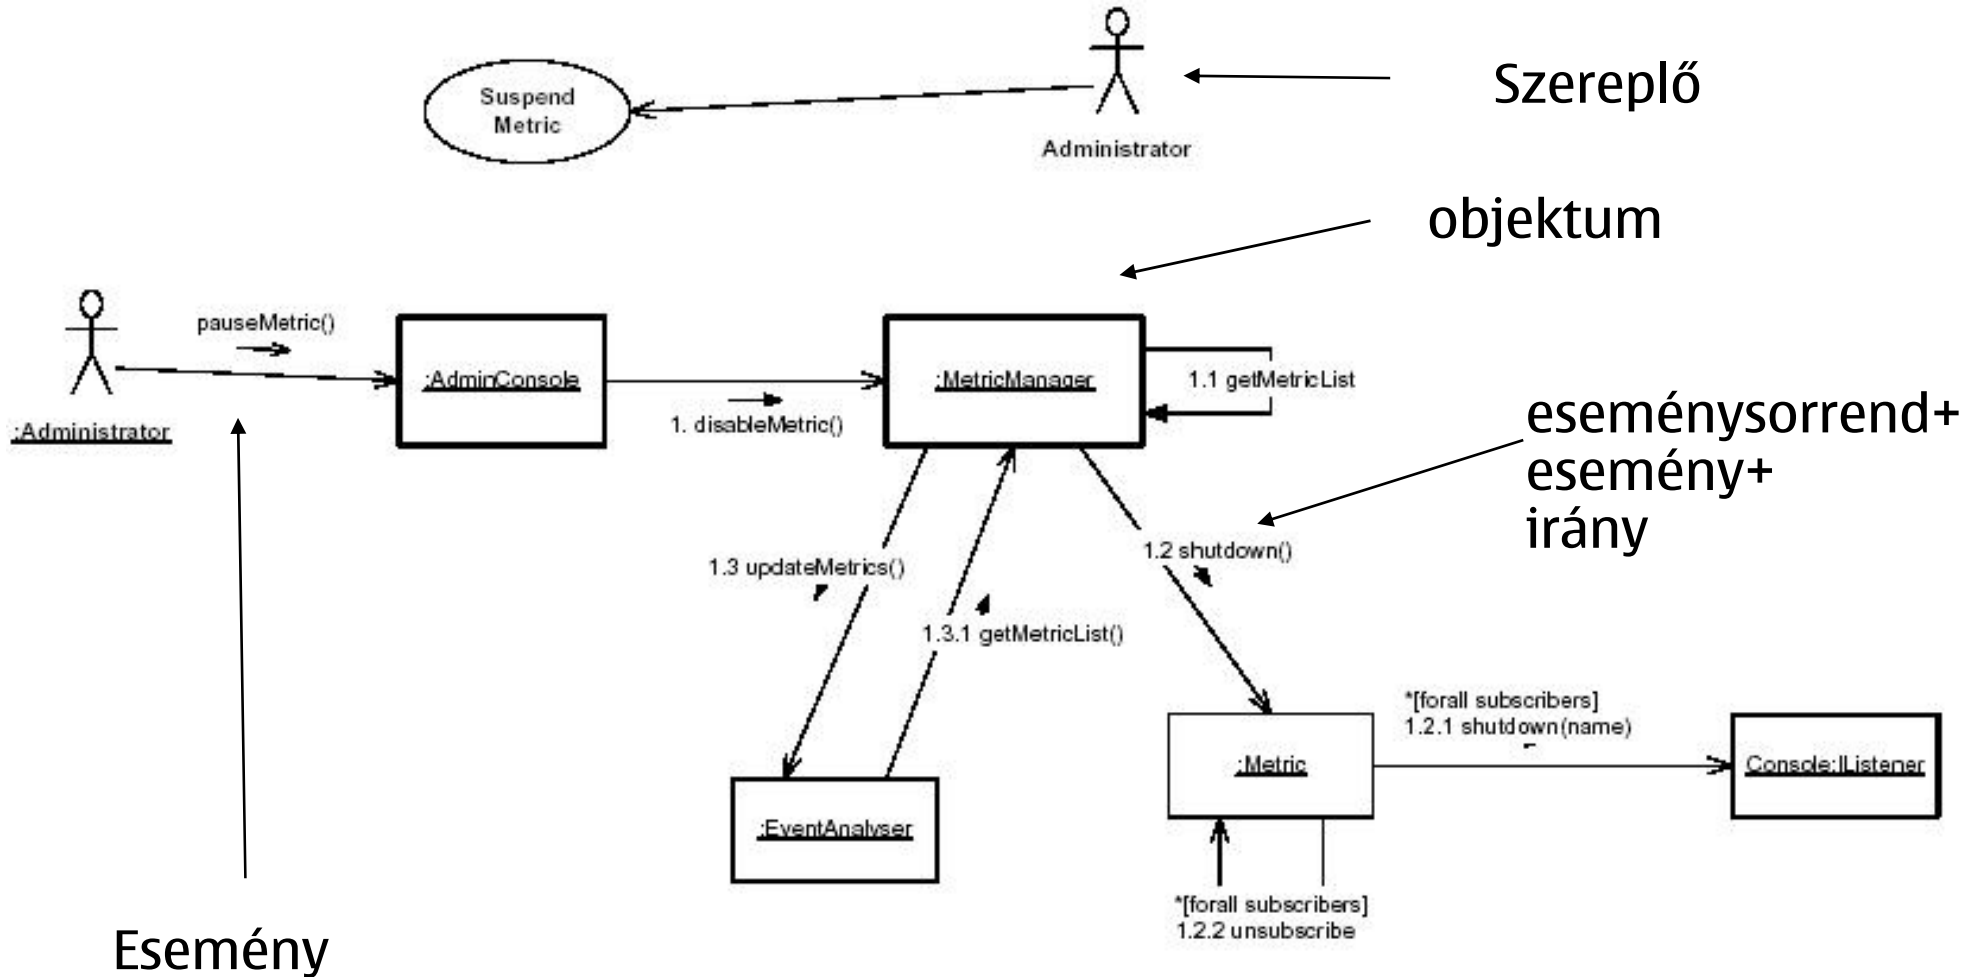 Suspend
Metric
Administrator
Szereplő
objektum
pauseMetric()
:Administrator
:AdminConsole
1. disableMetric()
:MetricManager
1.1 getMetricList
eseménysorrend+
esemény+
irány
1.3 updateMetrics()
1.2 shutdown()
1.3.1 getMetricList()
*[forall subscribers]
1.2.1 shutdown(name)
:Metric
Console:IListener
:EventAnalyser
*[forall subscribers]
1.2.2 unsubscribe
Esemény